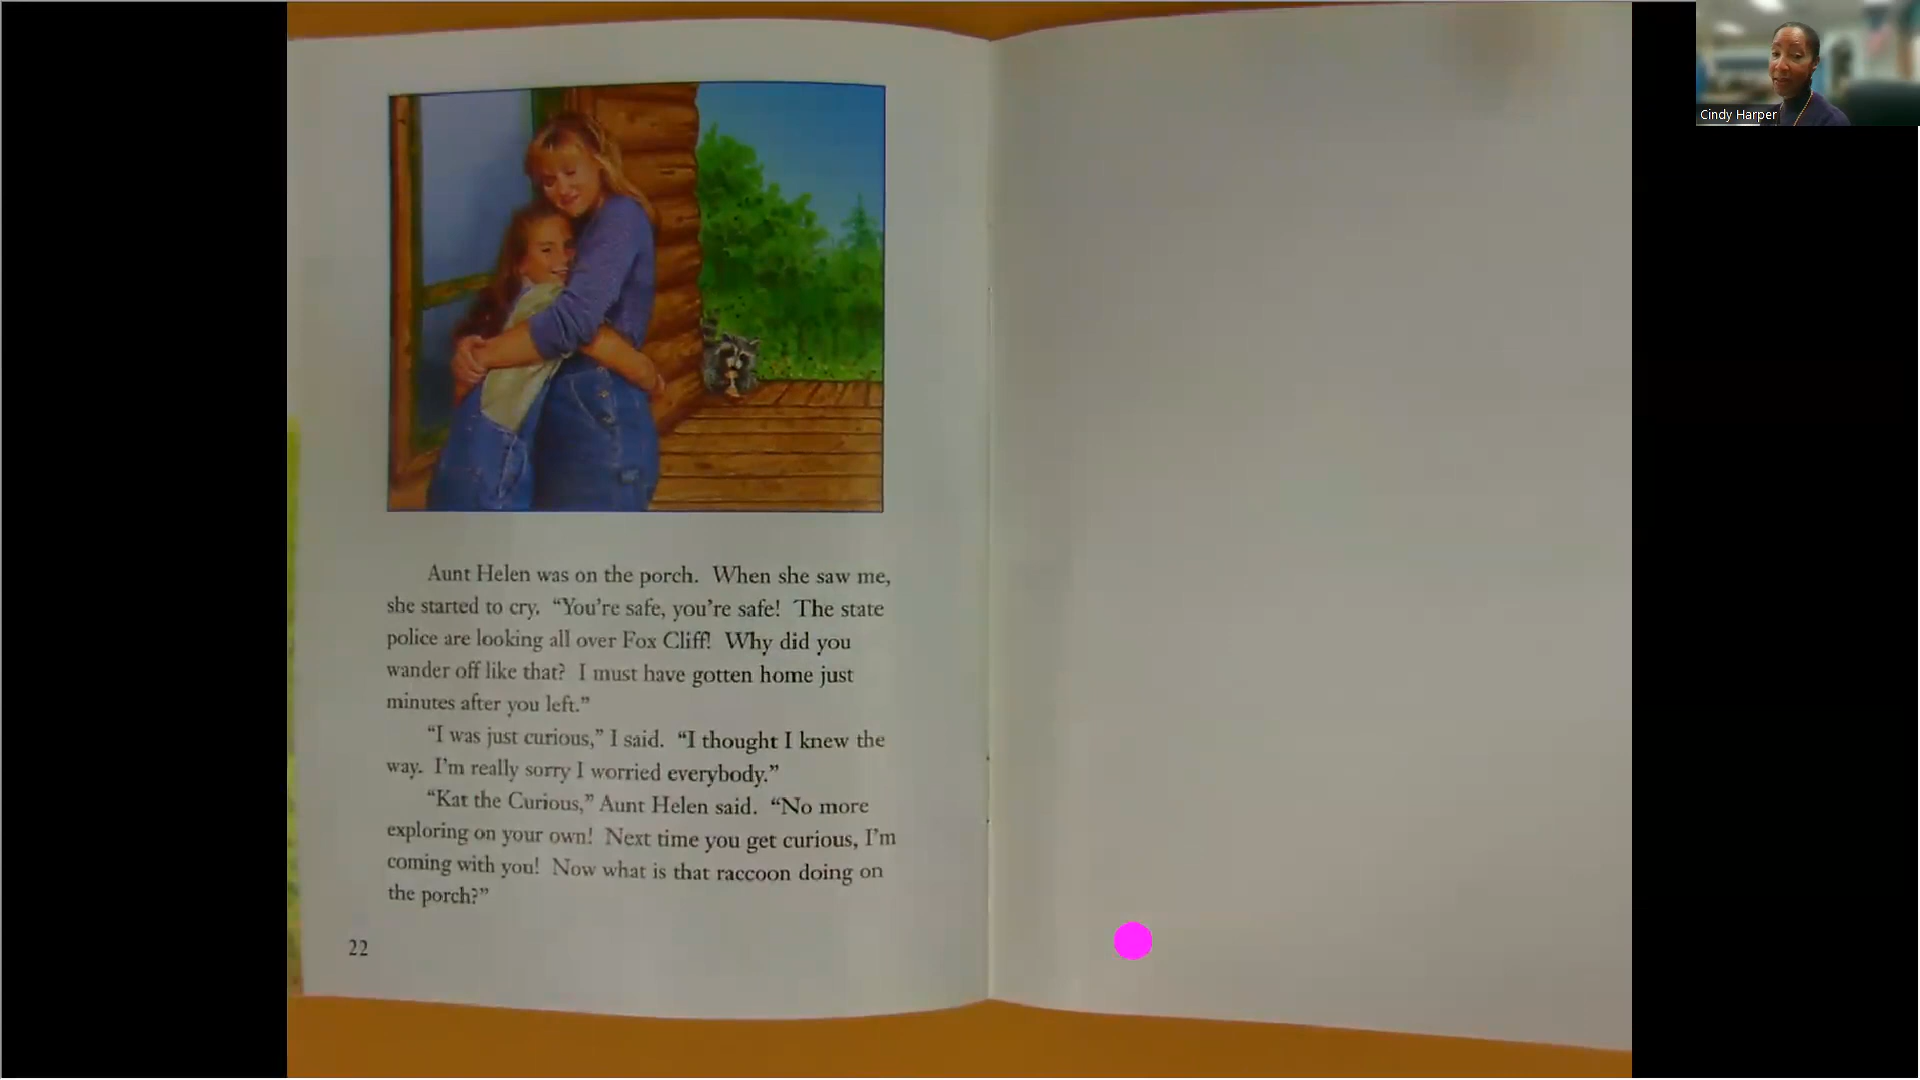 Aunt Helen was on the porch. When she saw me,
she started to cry. “You’re safe, you’re safe! The state
police are looking all over Fox Cliff! Why did you
wander off like that? I must have gotten home just
minutes after you left.”
“I was just curious,” I said. “I thought I knew the
way. I’m really sorry I worried everybody.”
“Kat the Curious,” Aunt Helen said. “No more
exploring on your own! Next time you get curious, I’m
coming with you! Now what is that raccoon doing on
the porch?”
22
Cindy Harper